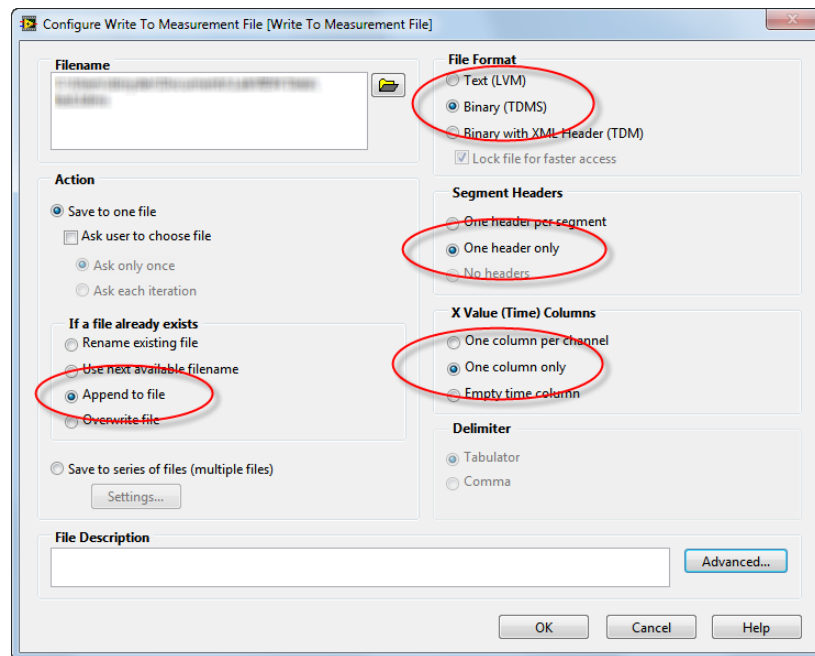 Configure Write To Measurement File [Write To Measurement File]
Filename
Action
Save to one file
Ask user to choose file
Ask only once
Ask each iteration
If a file already exists
Rename existing file
Use next available filename
Append to file
Overwrite file
Save to series of files (multiple files)
Settings...
File Format
Text (LVM)
Binary (TDMS)
Binary with XML Header (TDM)
Lock file for faster access
Segment Headers
One header per segment
One header only
No headers
X Value (Time) Columns
One column per channel
One column only
Empty time column
Delimiter
Tabulator
Comma
File Description
Advanced...
OK
Cancel
Help